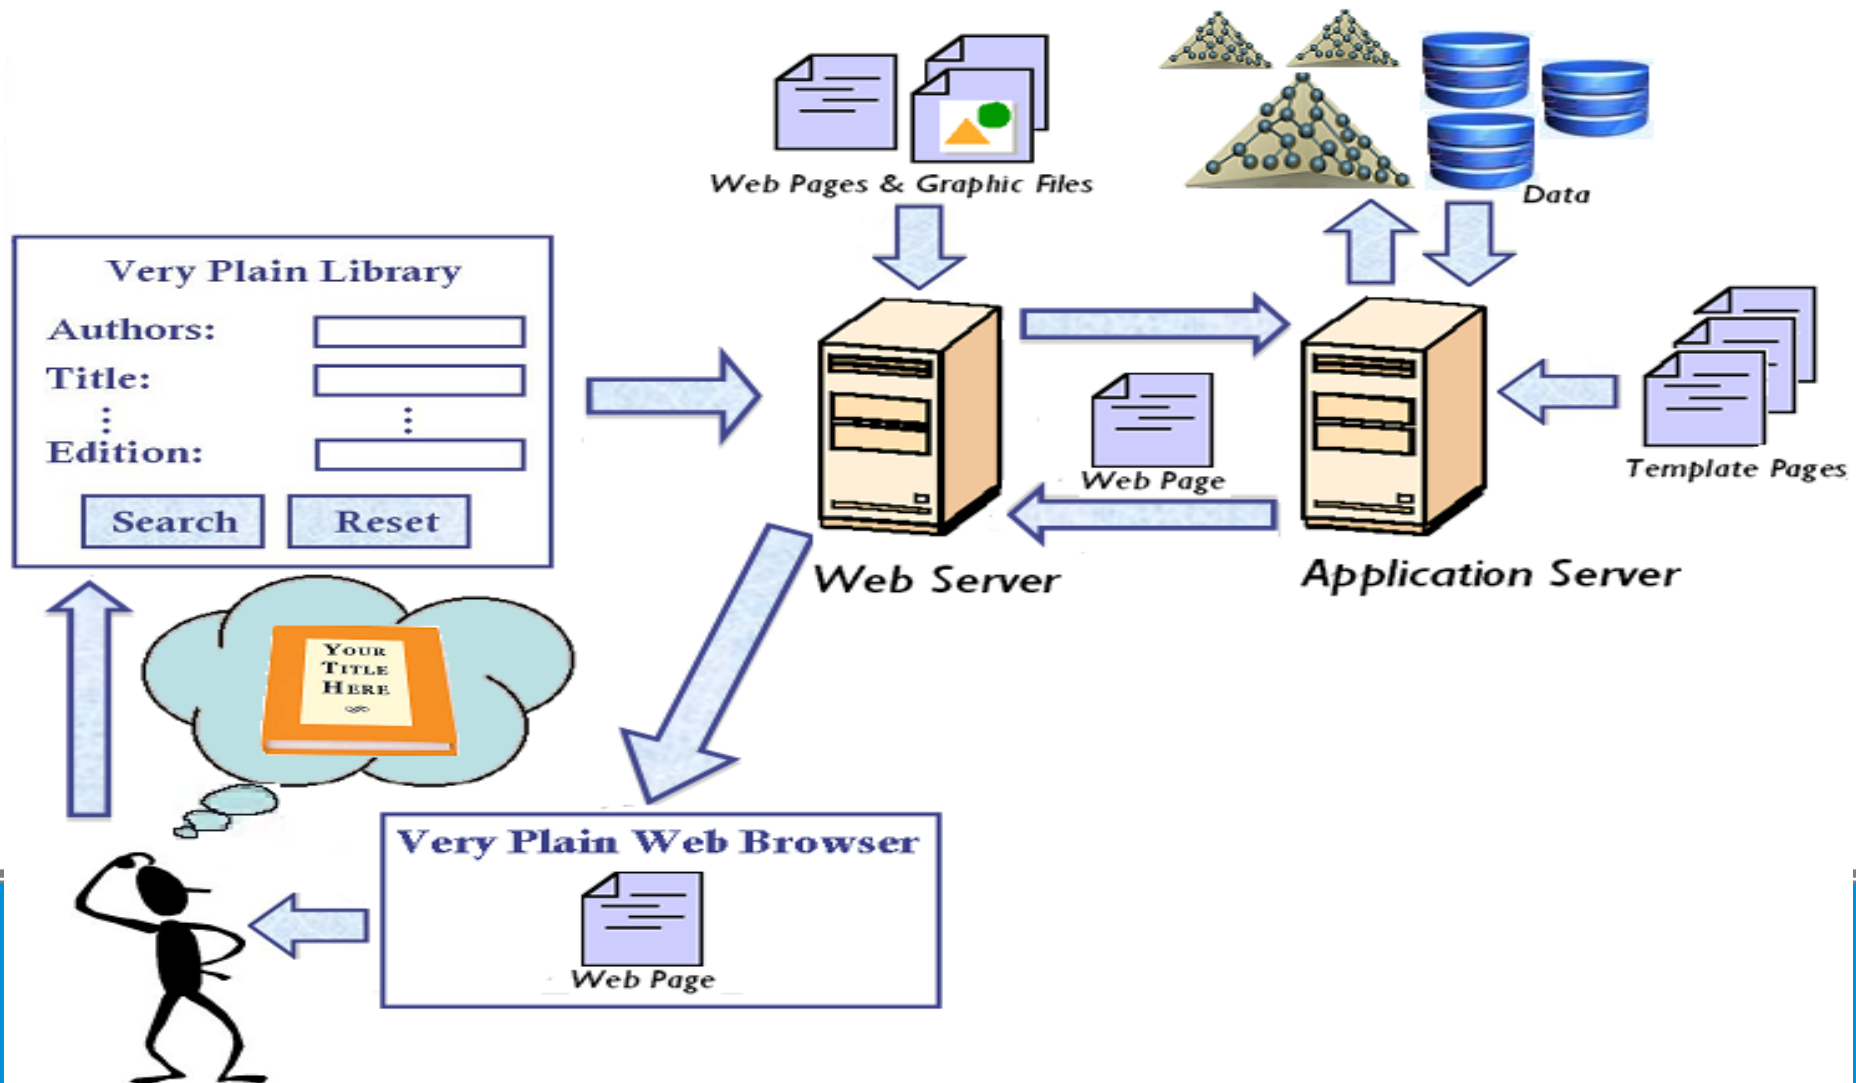 Web Pages & Graphic Files
Data
Very Plain Library
Authors:
Title:
Edition:
Search Reset
Web Page
Template Pages
Web Server
Application Server
YOUR
TITLE
HERE
Very Plain Web Browser
Web Page